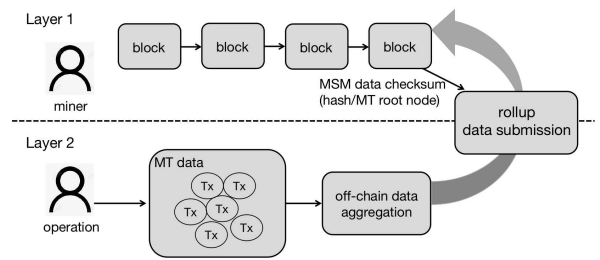 Layer 1
block
block
block
block
miner
MSM data checksum
(hash/MT root node)
rollup
data submission
Layer 2
MT data
Tx
Tx
Tx
Tx
Tx
Tx
off-chain data
aggregation
operation